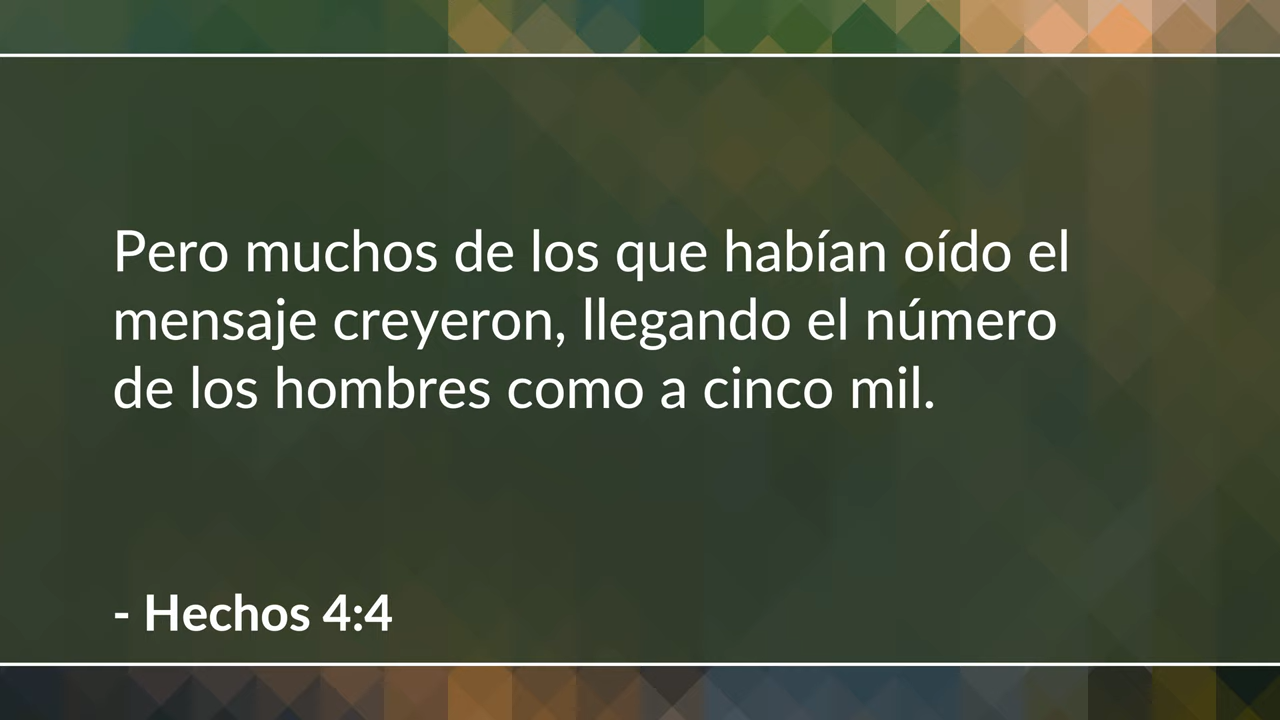 Pero muchos de los que habían oído el
mensaje creyeron, llegando el número
de los hombres como a cinco mil.
- Hechos 4:4